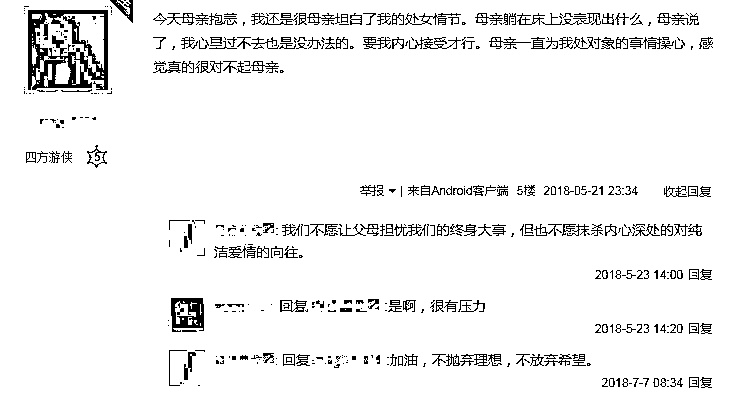 今天母亲抱怨，我还是很母亲坦白了我的处女情节。母亲躺在床上没表现出什么，母亲说
了，我心里过不去也是没办法的。要我内心接受才行。母亲一直为我处对象的事情操心，感
觉真的很对不起母亲。
四方游侠 5
举报 | 来自Android客户端 5楼 2018-05-21 23:34 收起回复
: 我们不愿让父母担忧我们的终身大事，但也不愿抹杀内心深处的对纯
洁爱情的向往。
2018-5-23 14:00 回复
回复 :是啊，很有压力
2018-5-23 14:20 回复
: 回复 :加油，不抛弃理想，不放弃希望。
2018-7-7 08:34 回复